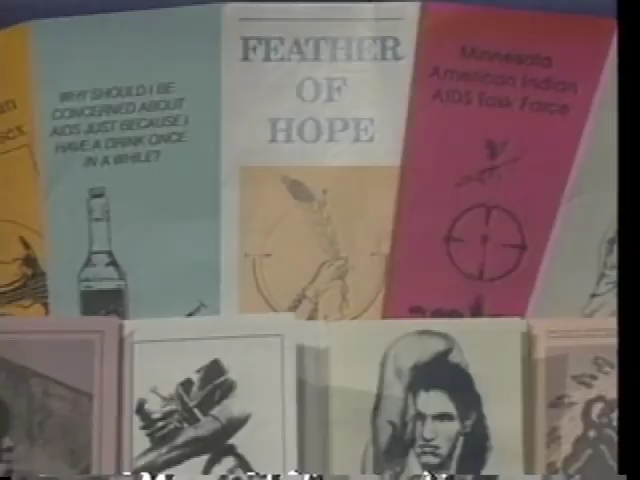 WHY SHOULD I BE
CONCERNED ABOUT
AIDS JUST BECAUSE I
HAVE A DRINK ONCE
IN A WHILE?
FEATHER
OF
HOPE
Minnesota
American Indian
AIDS Task Force